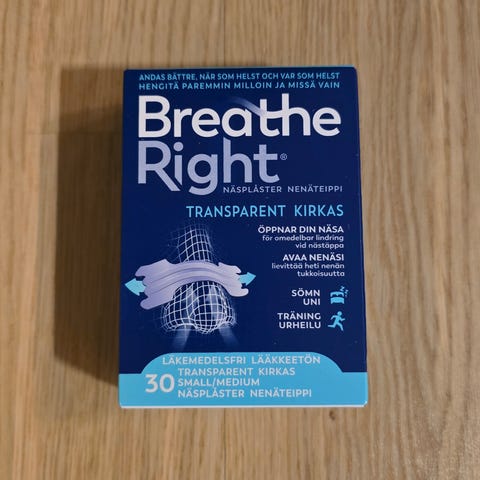 ANDAS BÄTTRE, NÄR SOM HELST OCH VAR SOM HELST
HENGITÄ PAREMMIN MILLOIN JA MISSÄ VAIN
Breathe
Right®
NÄSPLÅSTER NENÄTEIPPI
TRANSPARENT KIRKAS
ÖPPNAR DIN NÄSA
för omedelbar lindring
vid nästäppa
AVAA NENÄSI
lievittää heti nenän
tukkoisuutta
SÖMN
UNI
TRÄNING
URHEILU
LÄKEMEDELSFRI LÄÄKKEETÖN
30 TRANSPARENT KIRKAS
SMALL/MEDIUM
NÄSPLÅSTER NENÄTEIPPI